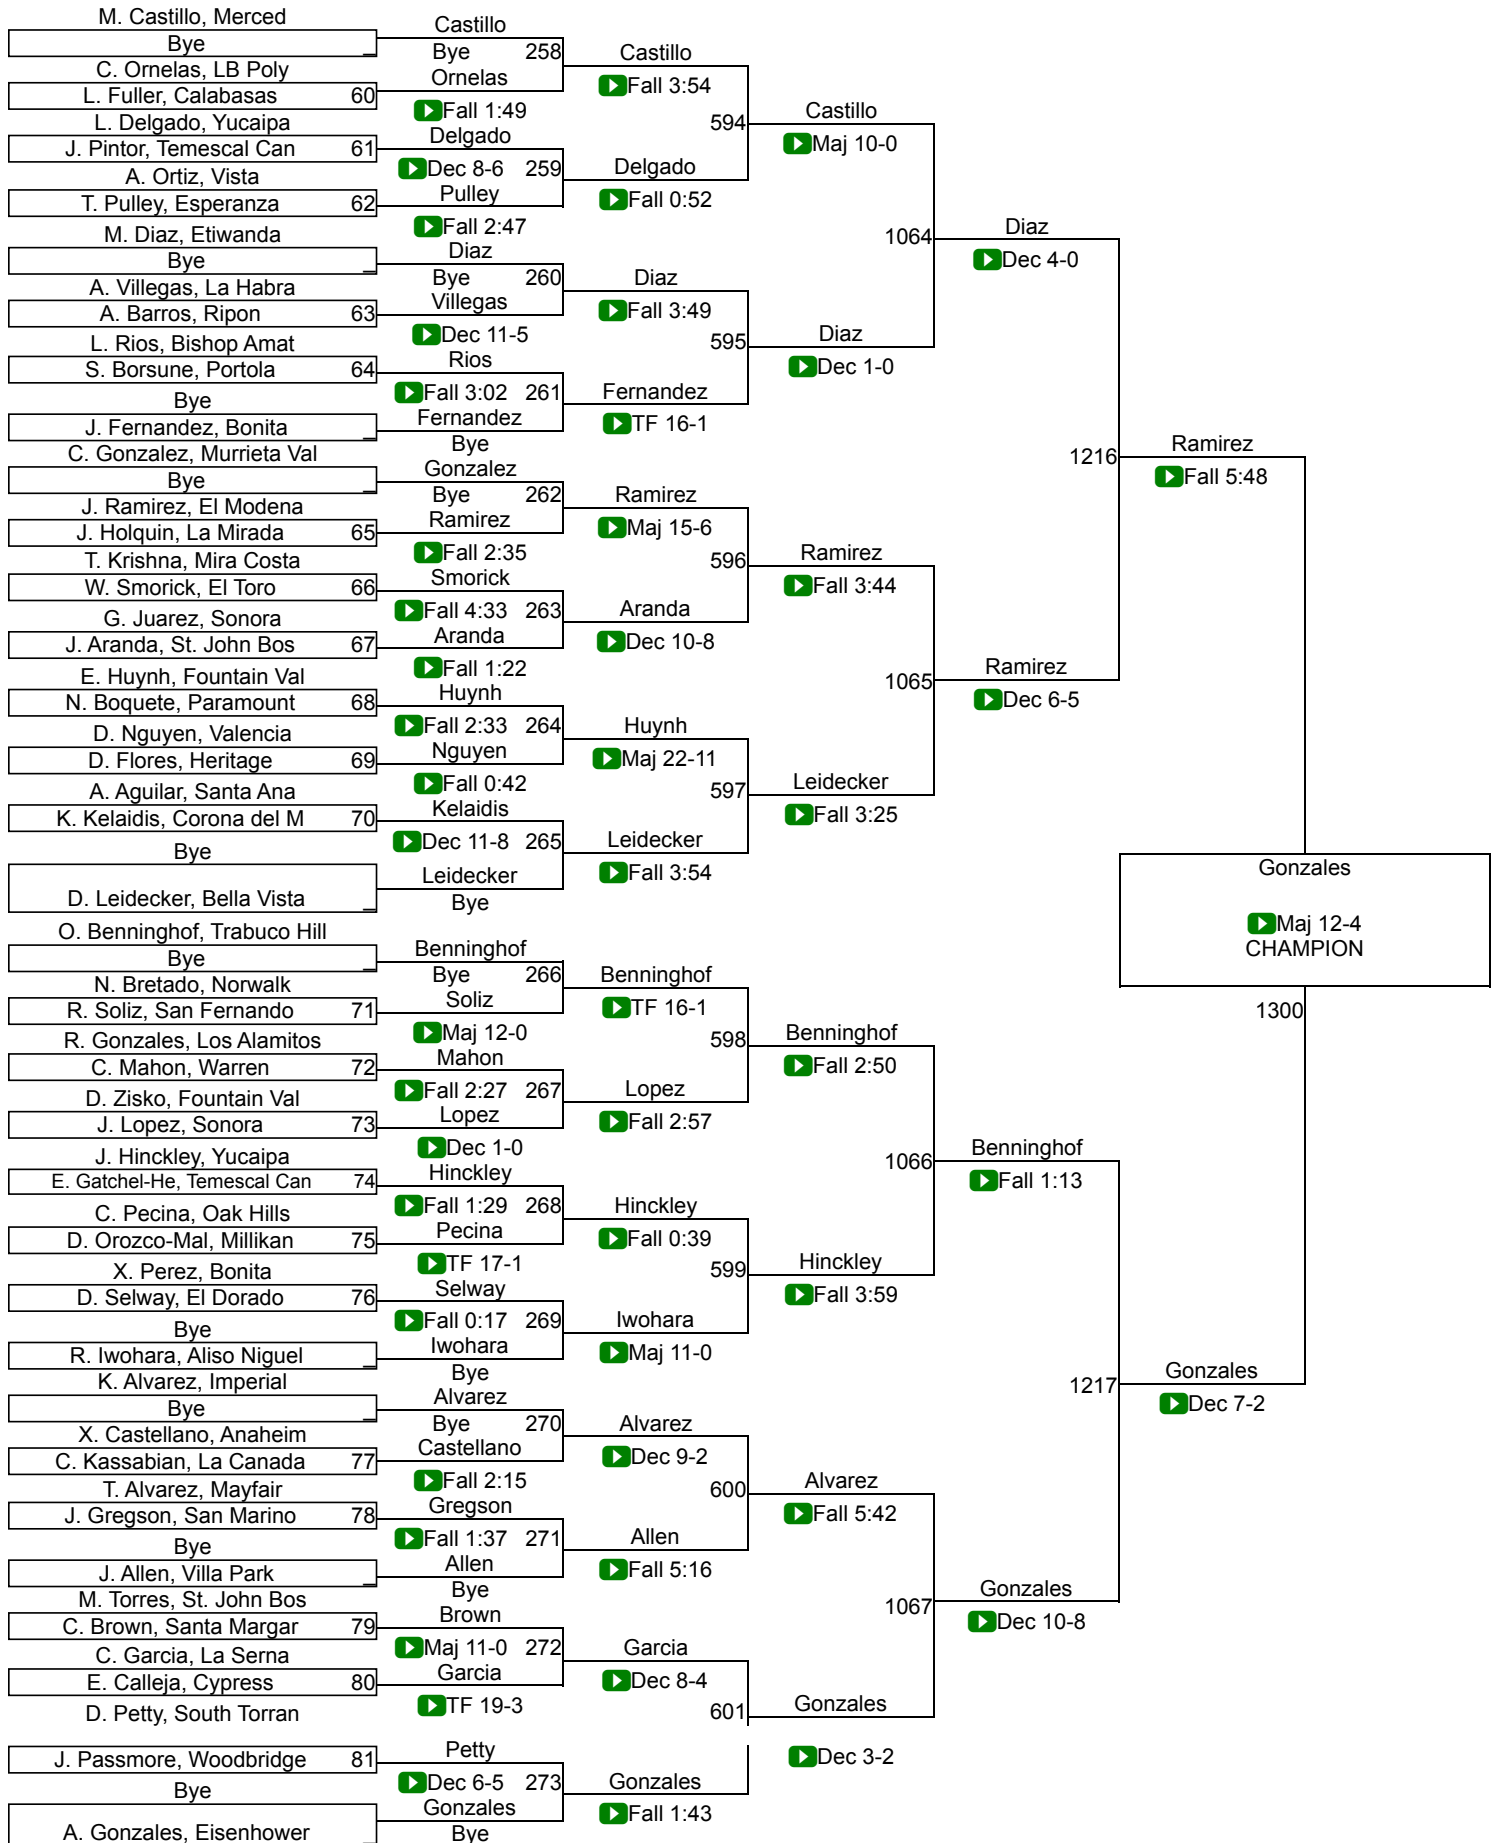 M. Castillo, Merced
Bye _
C. Ornelas, LB Poly
L. Fuller, Calabasas 60
L. Delgado, Yucaipa
J. Pintor, Temescal Can 61
A. Ortiz, Vista
T. Pulley, Esperanza 62
M. Diaz, Etiwanda
Bye _
A. Villegas, La Habra
A. Barros, Ripon 63
L. Rios, Bishop Amat
S. Borsune, Portola 64
Bye
J. Fernandez, Bonita _
C. Gonzalez, Murrieta Val
Bye _
J. Ramirez, El Modena
J. Holquin, La Mirada 65
T. Krishna, Mira Costa
W. Smorick, El Toro 66
G. Juarez, Sonora
J. Aranda, St. John Bos 67
E. Huynh, Fountain Val
N. Boquete, Paramount 68
D. Nguyen, Valencia
D. Flores, Heritage 69
A. Aguilar, Santa Ana
K. Kelaidis, Corona del M 70
Bye
D. Leidecker, Bella Vista _
O. Benninghof, Trabuco Hill
Bye _
N. Bretado, Norwalk
R. Soliz, San Fernando 71
R. Gonzales, Los Alamitos
C. Mahon, Warren 72
D. Zisko, Fountain Val
J. Lopez, Sonora 73
J. Hinckley, Yucaipa
E. Gatchel-He, Temescal Can 74
C. Pecina, Oak Hills
D. Orozco-Mal, Millikan 75
X. Perez, Bonita
D. Selway, El Dorado 76
Bye
R. Iwohara, Aliso Niguel _
K. Alvarez, Imperial
Bye _
X. Castellano, Anaheim
C. Kassabian, La Canada 77
T. Alvarez, Mayfair
J. Gregson, San Marino 78
Bye
J. Allen, Villa Park _
M. Torres, St. John Bos
C. Brown, Santa Margar 79
C. Garcia, La Serna
E. Calleja, Cypress 80
D. Petty, South Torran
J. Passmore, Woodbridge 81
Bye
A. Gonzales, Eisenhower _
Castillo
Bye 258
Ornelas
Fall 1:49
Delgado
Dec 8-6 259
Pulley
Fall 2:47
Diaz
Bye 260
Villegas
Dec 11-5
Rios
Fall 3:02 261
Fernandez
Bye
Gonzalez
Bye 262
Ramirez
Fall 2:35
Smorick
Fall 4:33 263
Aranda
Fall 1:22
Huynh
Fall 2:33 264
Nguyen
Fall 0:42
Kelaidis
Dec 11-8 265
Leidecker
Bye
Benninghof
Bye 266
Soliz
Maj 12-0
Mahon
Fall 2:27 267
Lopez
Dec 1-0
Hinckley
Fall 1:29 268
Pecina
TF 17-1
Selway
Fall 0:17 269
Iwohara
Bye
Alvarez
Bye 270
Castellano
Fall 2:15
Gregson
Fall 1:37 271
Allen
Bye
Brown
Maj 11-0 272
Garcia
TF 19-3
Petty
Dec 6-5 273
Gonzales
Bye
Castillo
Fall 3:54
594
Delgado
Fall 0:52
Diaz
Fall 3:49
595
Fernandez
TF 16-1
Ramirez
Maj 15-6
596
Aranda
Dec 10-8
Huynh
Maj 22-11
597
Leidecker
Fall 3:54
Benninghof
TF 16-1
598
Lopez
Fall 2:57
Hinckley
Fall 0:39
599
Iwohara
Maj 11-0
Alvarez
Dec 9-2
600
Allen
Fall 5:16
Garcia
Dec 8-4
601
Gonzales
Fall 1:43
Castillo
Maj 10-0
1064
Diaz
Dec 1-0
Ramirez
Fall 3:44
1065
Leidecker
Fall 3:25
Benninghof
Fall 2:50
1066
Hinckley
Fall 3:59
Alvarez
Fall 5:42
1067
Gonzales
Dec 3-2
Diaz
Dec 4-0
1216
Ramirez
Dec 6-5
Benninghof
Fall 1:13
1217
Gonzales
Dec 10-8
Ramirez
Fall 5:48
Gonzales
Dec 7-2
Gonzales
Maj 12-4
CHAMPION
1300